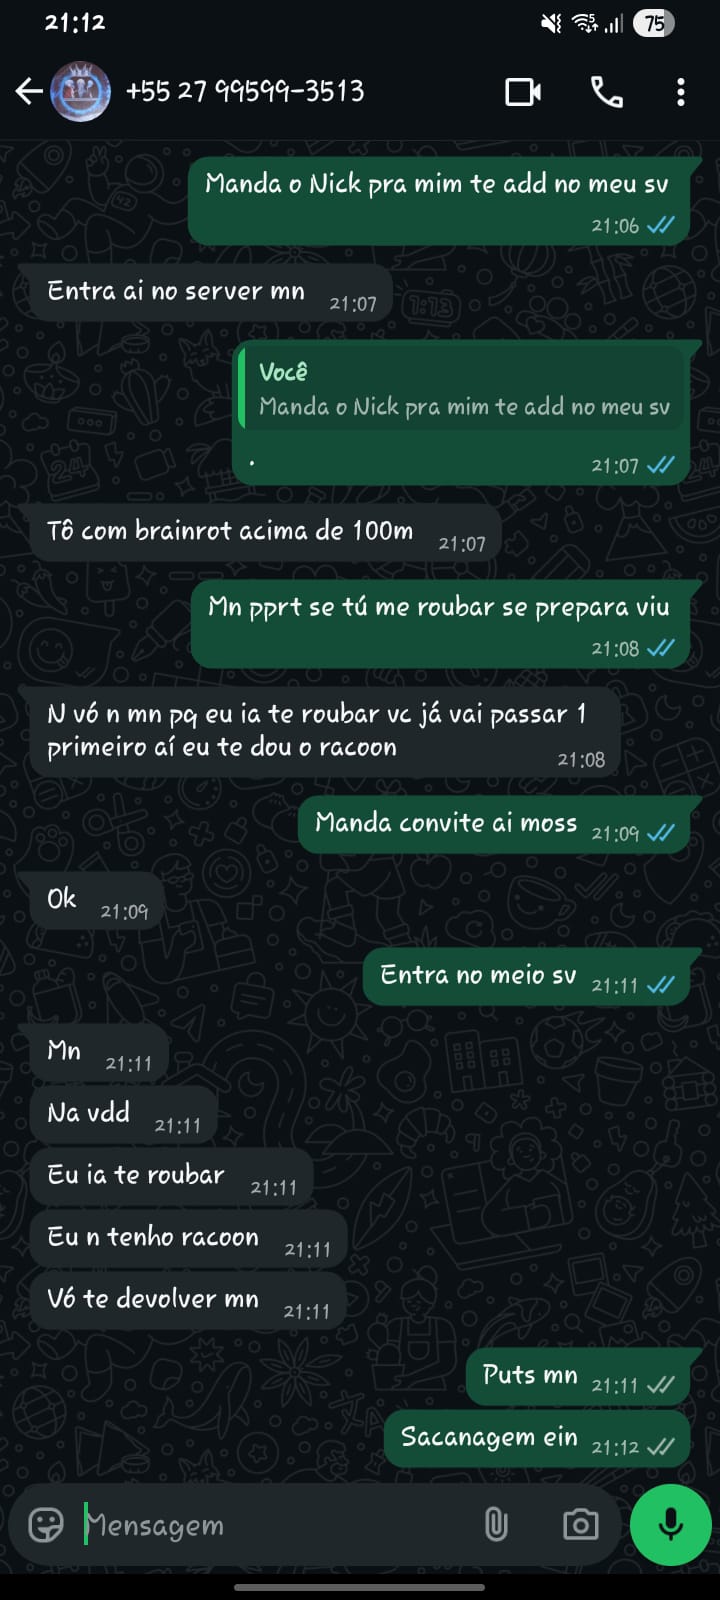 21:12
75
+55 27 99599-3513
Manda o Nick pra mim te add no meu sv
21:06
Entra ai no server mn
21:07
Você
Manda o Nick pra mim te add no meu sv
.
21:07
Tô com brainrot acima de 100m
21:07
Mn pprt se tú me roubar se prepara viu
21:08
N vó n mn pq eu ia te roubar vc já vai passar 1
primeiro aí eu te dou o racoon
21:08
Manda convite ai moss
21:09
Ok
21:09
Entra no meio sv
21:11
Mn
21:11
Na vdd
21:11
Eu ia te roubar
21:11
Eu n tenho racoon
21:11
Vó te devolver mn
21:11
Puts mn
21:11
Sacanagem ein
21:12
Mensagem